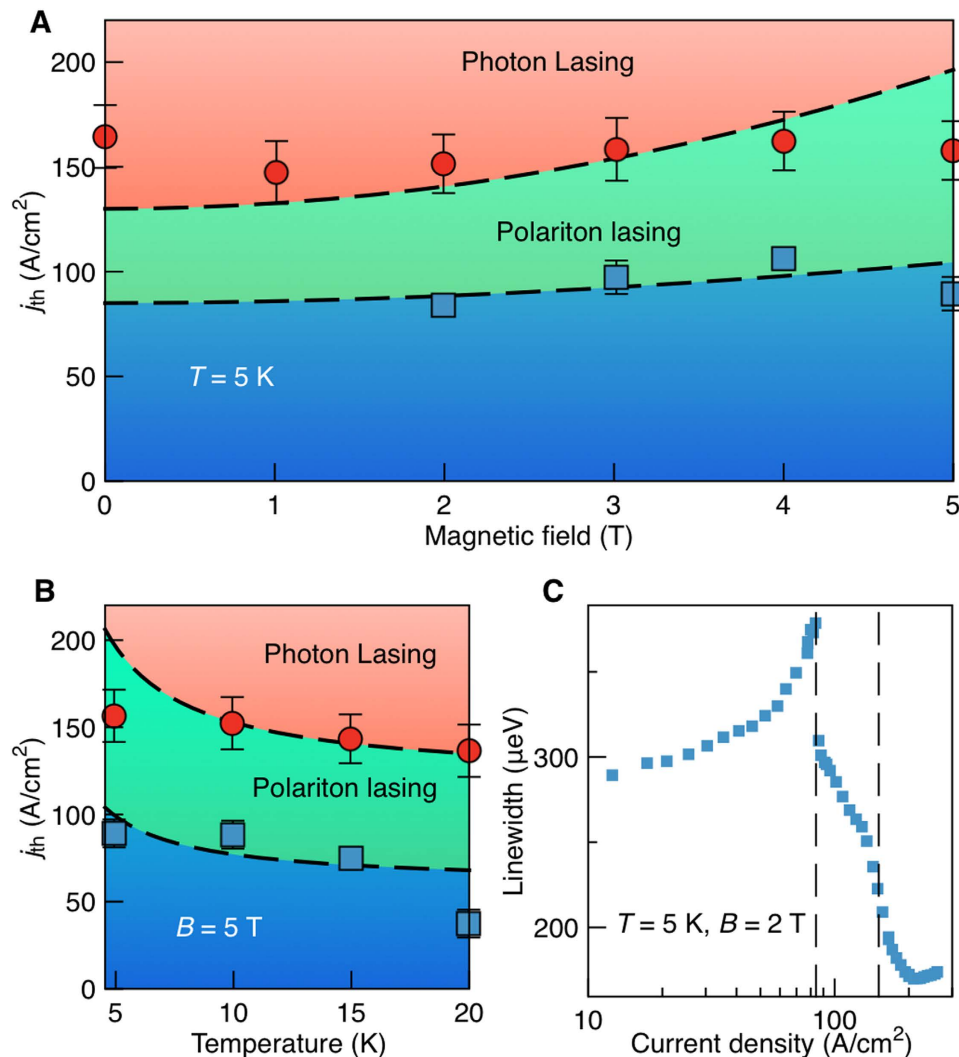 A
200
150
100
50
0
j_th (A/cm²)
Photon Lasing
Polariton lasing
T = 5 K
0 1 2 3 4 5
Magnetic field (T)
B
200
150
100
50
0
j_th (A/cm²)
Photon Lasing
Polariton lasing
B = 5 T
5 10 15 20
Temperature (K)
C
300
200
Linewidth (µeV)
T = 5 K, B = 2 T
10 100
Current density (A/cm²)